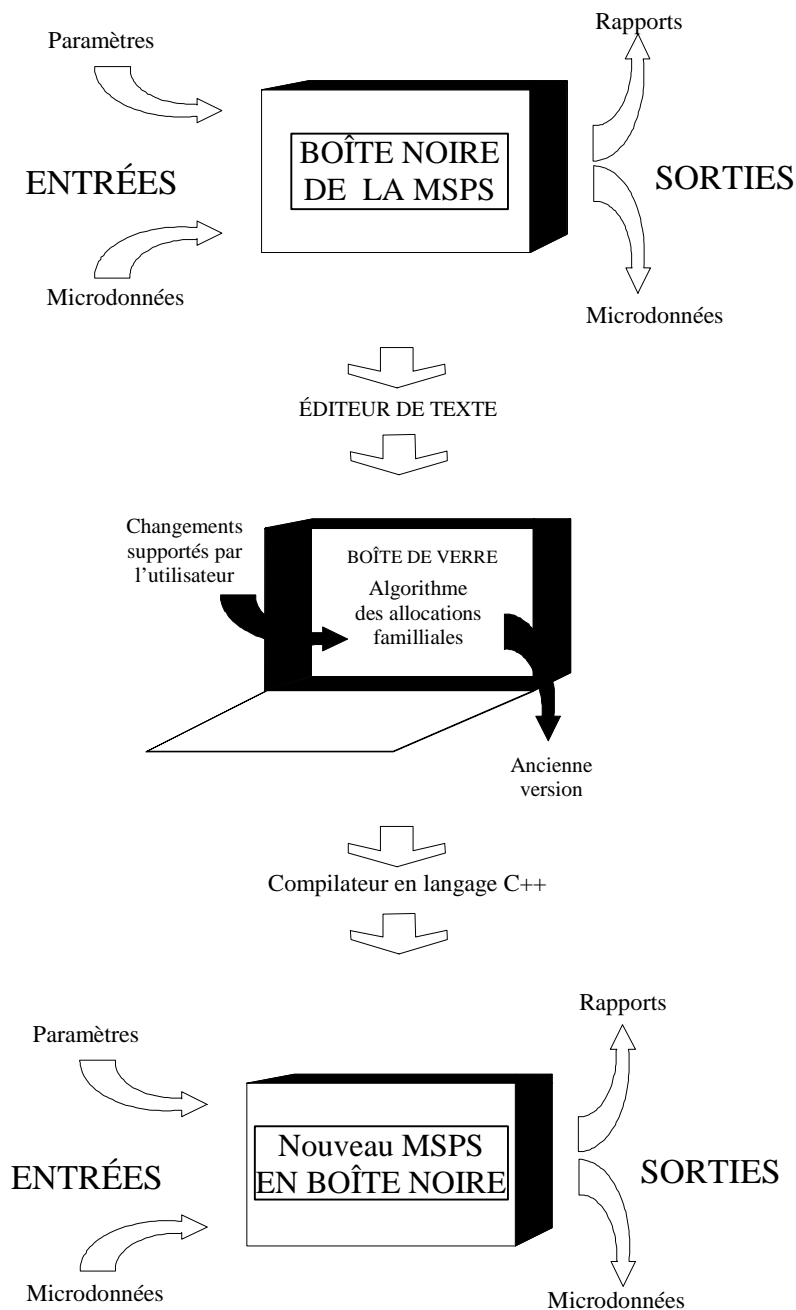 Rapports
Paramètres
BOÎTE NOIRE
DE LA MSPS
ENTRÉES
SORTIES
Microdonnées
Microdonnées
ÉDITEUR DE TEXTE
Changements
supportés par
l’utilisateur
BOÎTE DE VERRE
Algorithme
des allocations
familliales
Ancienne
version
Compilateur en langage C++
Rapports
Paramètres
Nouveau MSPS
EN BOÎTE NOIRE
ENTRÉES
SORTIES
Microdonnées
Microdonnées